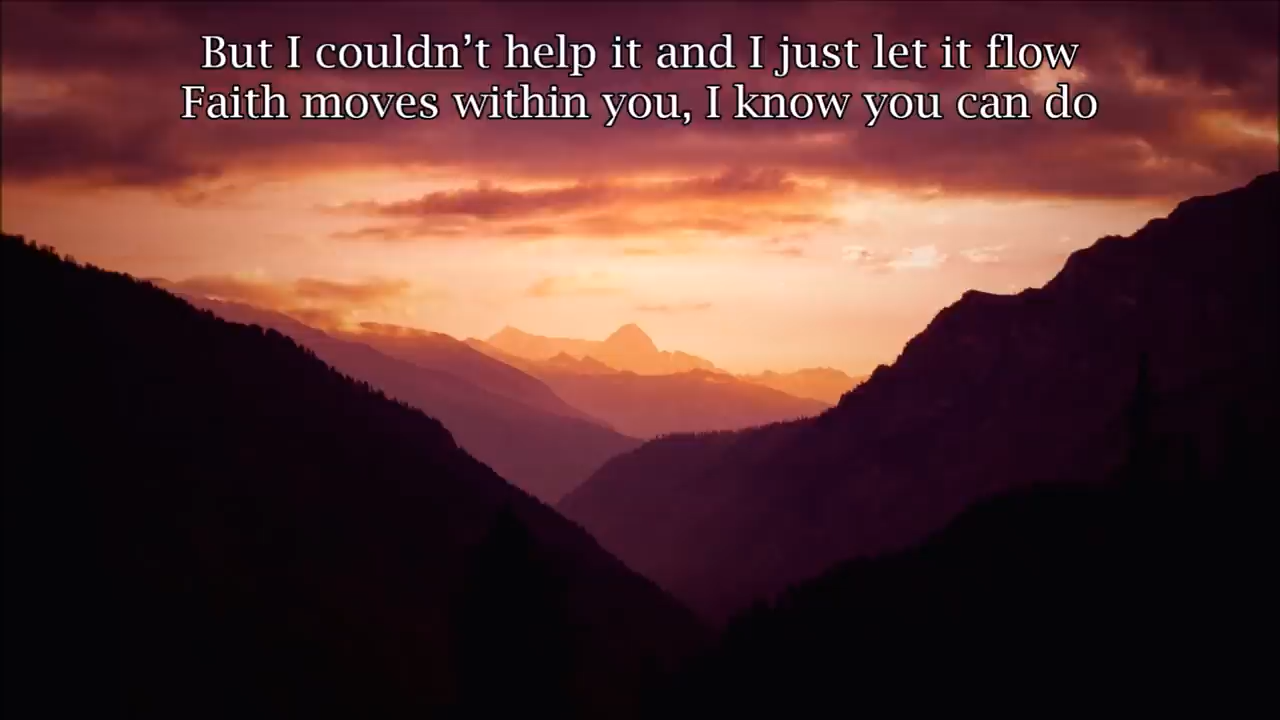 But I couldn’t help it and I just let it flow
Faith moves within you, I know you can do